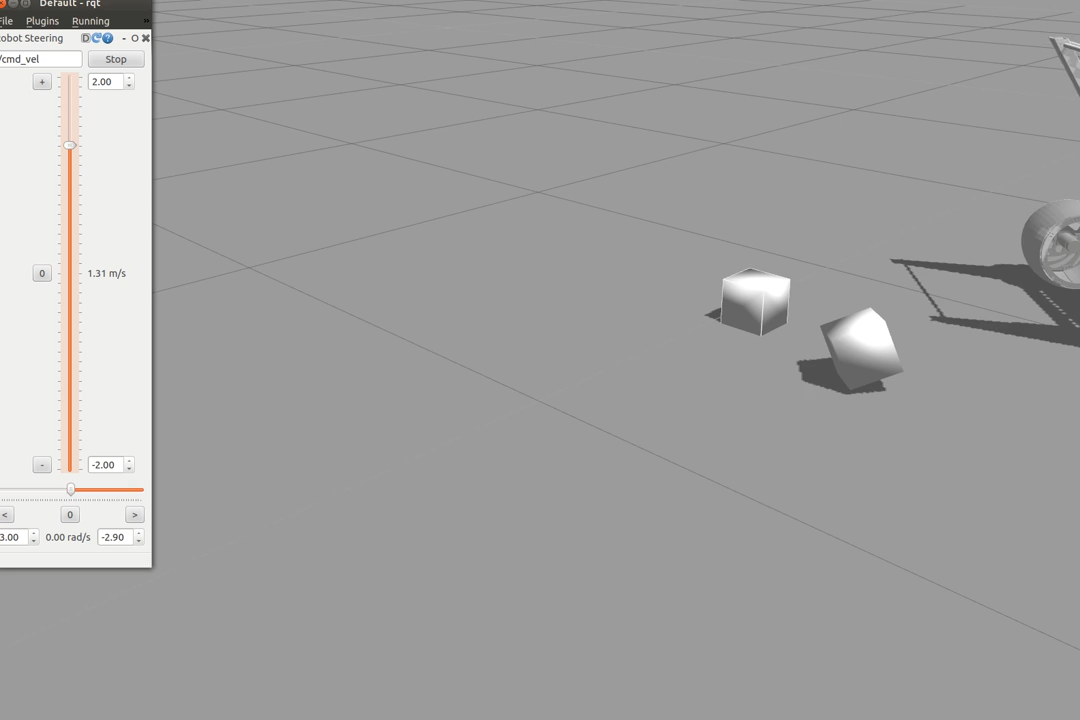 Default - rqt
File Plugins Running »
Robot Steering D C ? - O ✖
/cmd_vel Stop
+ 2.00
0 1.31 m/s
- -2.00
< 0 >
3.00 0.00 rad/s -2.90